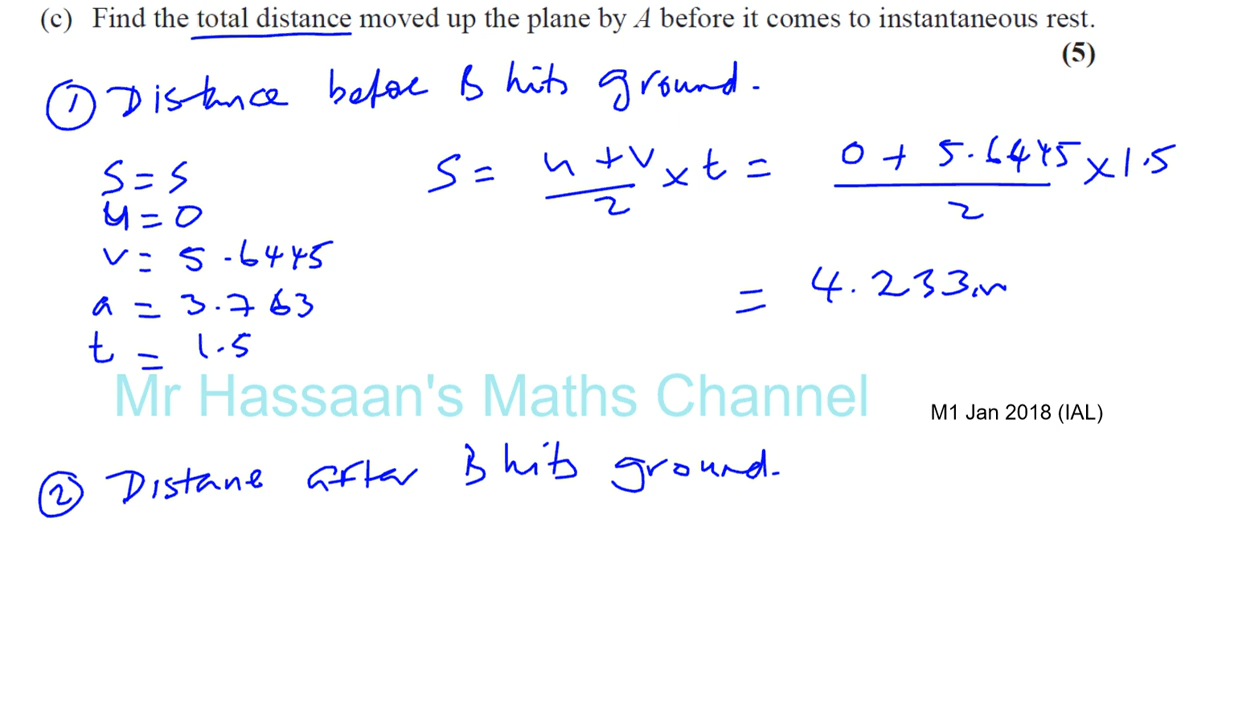 (c) Find the total distance moved up the plane by A before it comes to instantaneous rest.
(5)
① Distance before B hits ground.
S = S
u = 0
v = 5.6445
a = 3.763
t = 1.5
S = u + v / 2 × t = 0 + 5.6445 / 2 × 1.5
= 4.233m
Mr Hassaan's Maths Channel
M1 Jan 2018 (IAL)
② Distane after B hits ground.